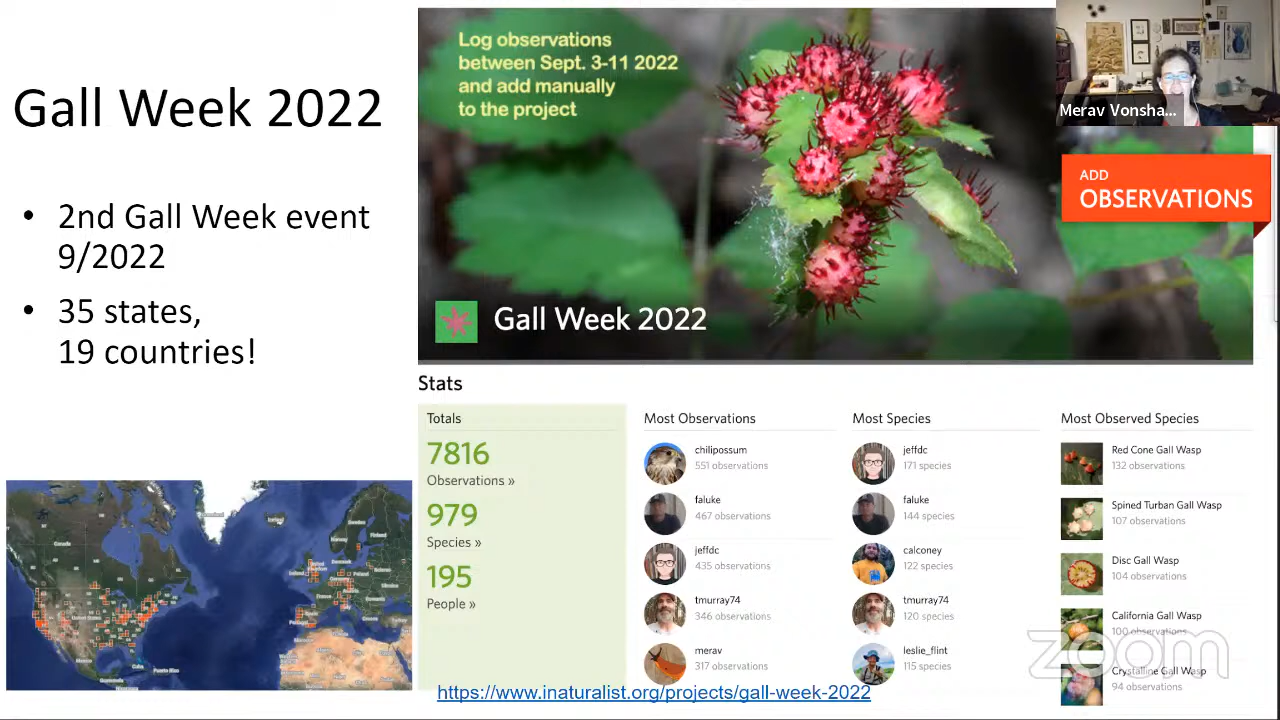 Gall Week 2022
• 2nd Gall Week event
9/2022
• 35 states,
19 countries!
Log observations
between Sept. 3-11 2022
and add manually
to the project
Merav Vonsha...
ADD
OBSERVATIONS
Gall Week 2022
Stats
Totals
7816
Observations »
979
Species »
195
People »
Most Observations
chilipossum
551 observations
faluke
467 observations
jeffdc
435 observations
tmurray74
346 observations
merav
317 observations
Most Species
jeffdc
171 species
faluke
144 species
calconey
122 species
tmurray74
120 species
leslie_flint
115 species
Most Observed Species
Red Cone Gall Wasp
132 observations
Spined Turban Gall Wasp
107 observations
Disc Gall Wasp
104 observations
California Gall Wasp
100 observations
Crystalline Gall Wasp
94 observations
zoom
https://www.inaturalist.org/projects/gall-week-2022